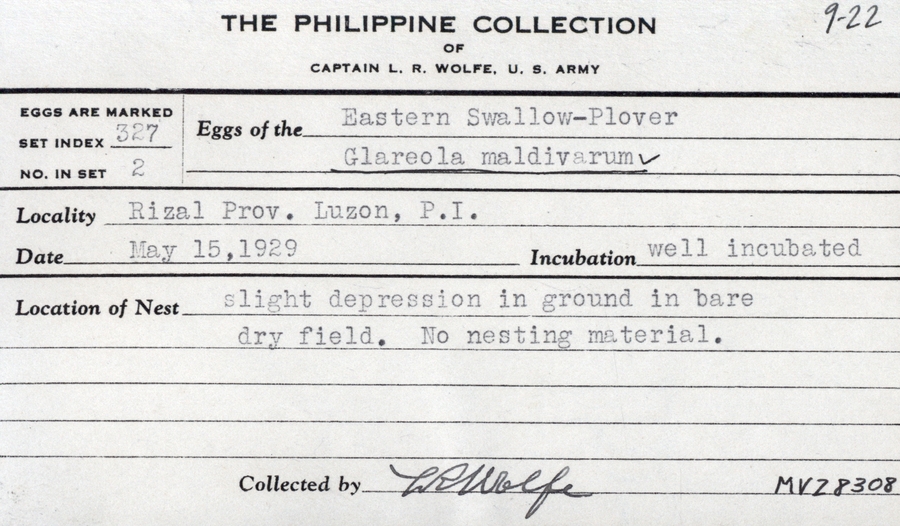 THE PHILIPPINE COLLECTION
9-22
OF
CAPTAIN L. R. WOLFE, U. S. ARMY
EGGS ARE MARKED
SET INDEX 327
NO. IN SET 2
Eggs of the Eastern Swallow-Plover
Glareola maldivarum ✓
Locality Rizal Prov. Luzon, P.I.
Date May 15,1929 Incubation well incubated
Location of Nest slight depression in ground in bare
dry field. No nesting material.
Collected by LR Wolfe MVZ8308